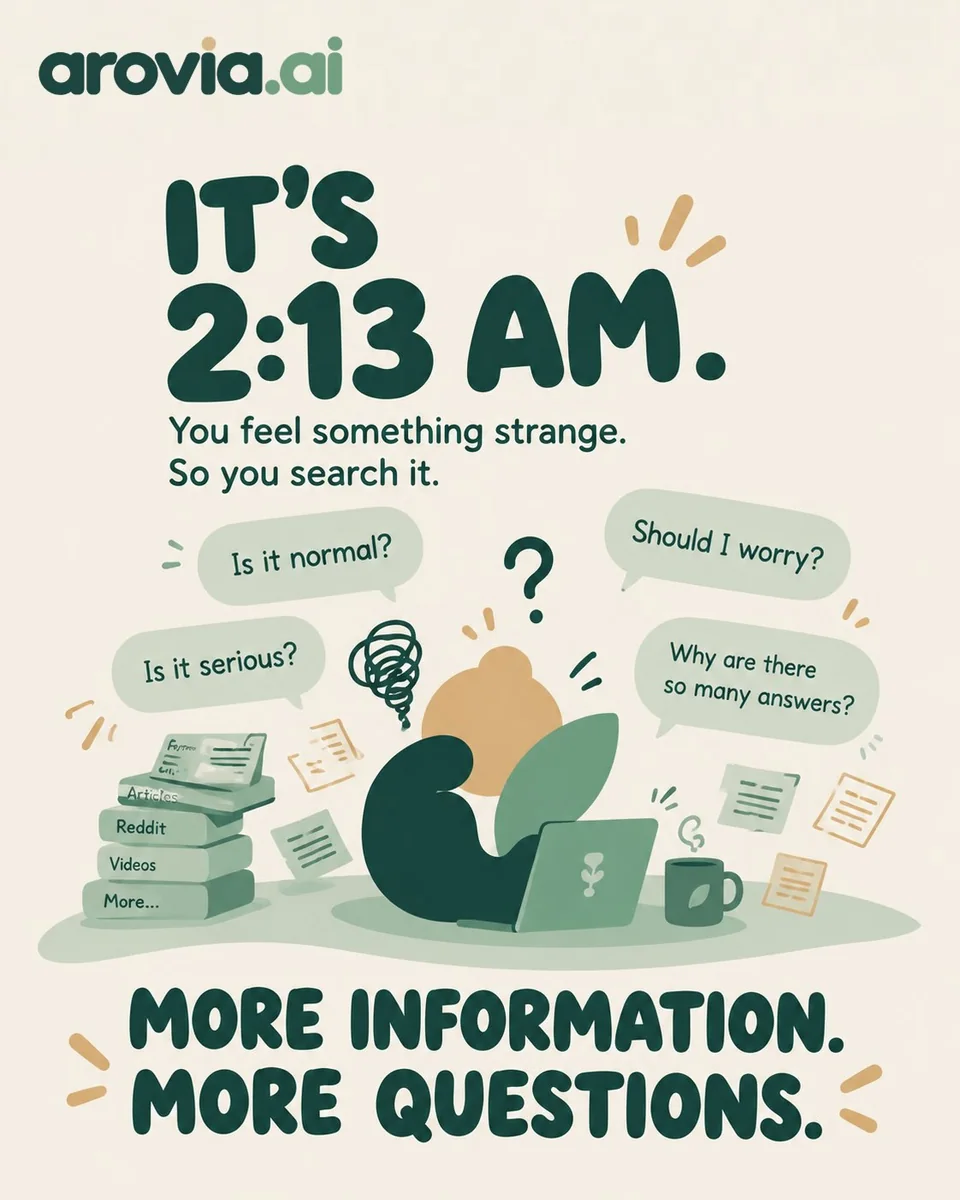 arovia.ai
IT'S
2:13 AM.
You feel something strange.
So you search it.
Is it normal?
Should I worry?
Is it serious?
Why are there
so many answers?
Articles
Reddit
Videos
More...
MORE INFORMATION.
MORE QUESTIONS.